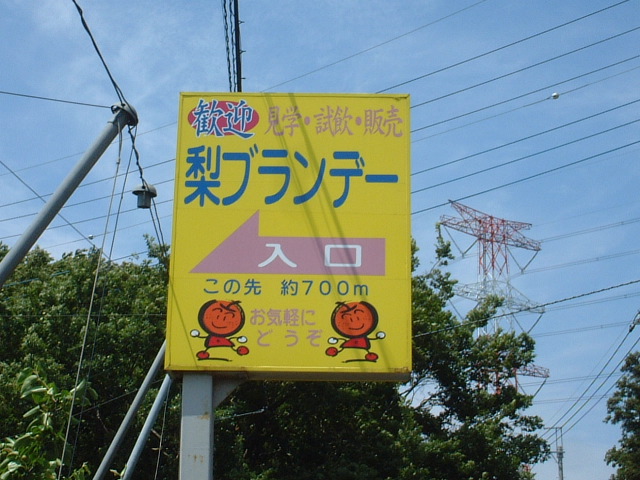 歓迎 見学・試飲・販売
梨ブランデー
入口
この先 約700m
お気軽に
どうぞ